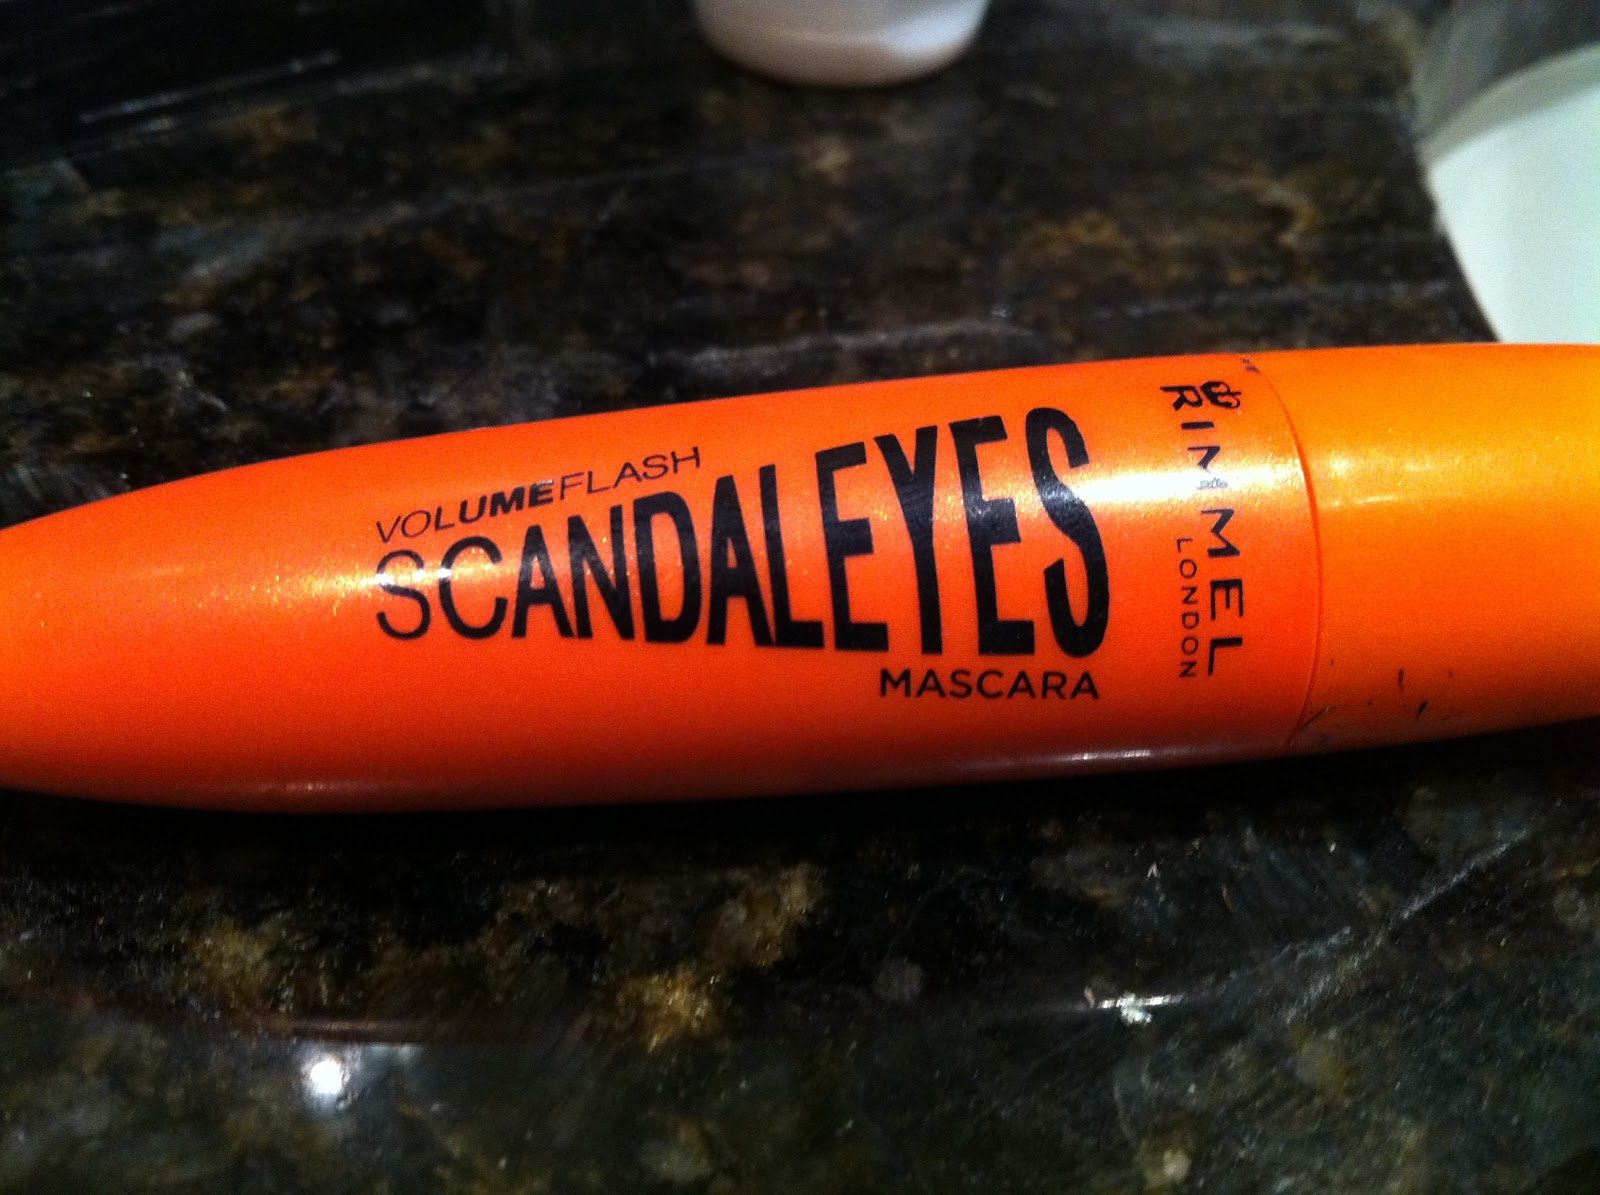 VOLUMEFLASH
SCANDALEYES
MASCARA
RIMMEL
LONDON